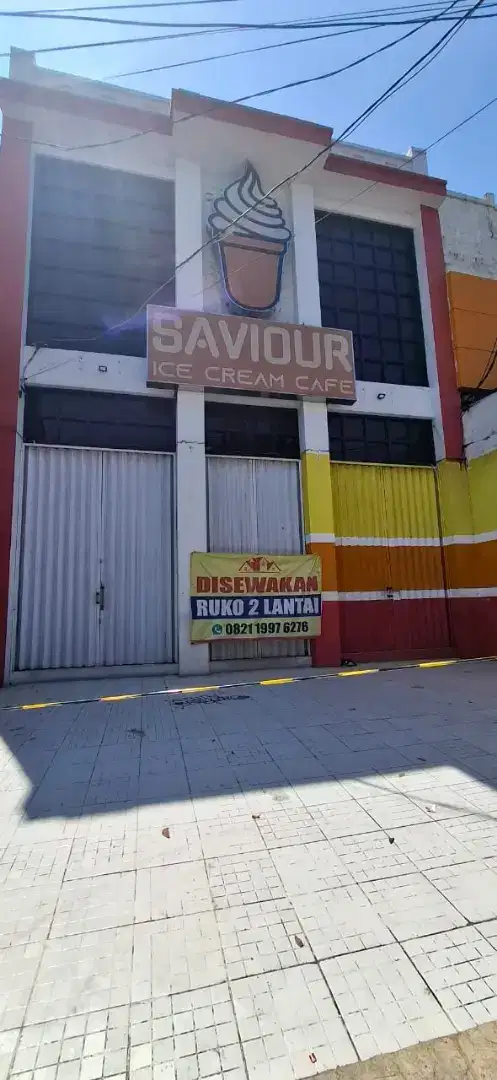 SAVIOUR
ICE CREAM CAFE
DISEWAKAN
RUKO 2 LANTAI
0821 1997 6276